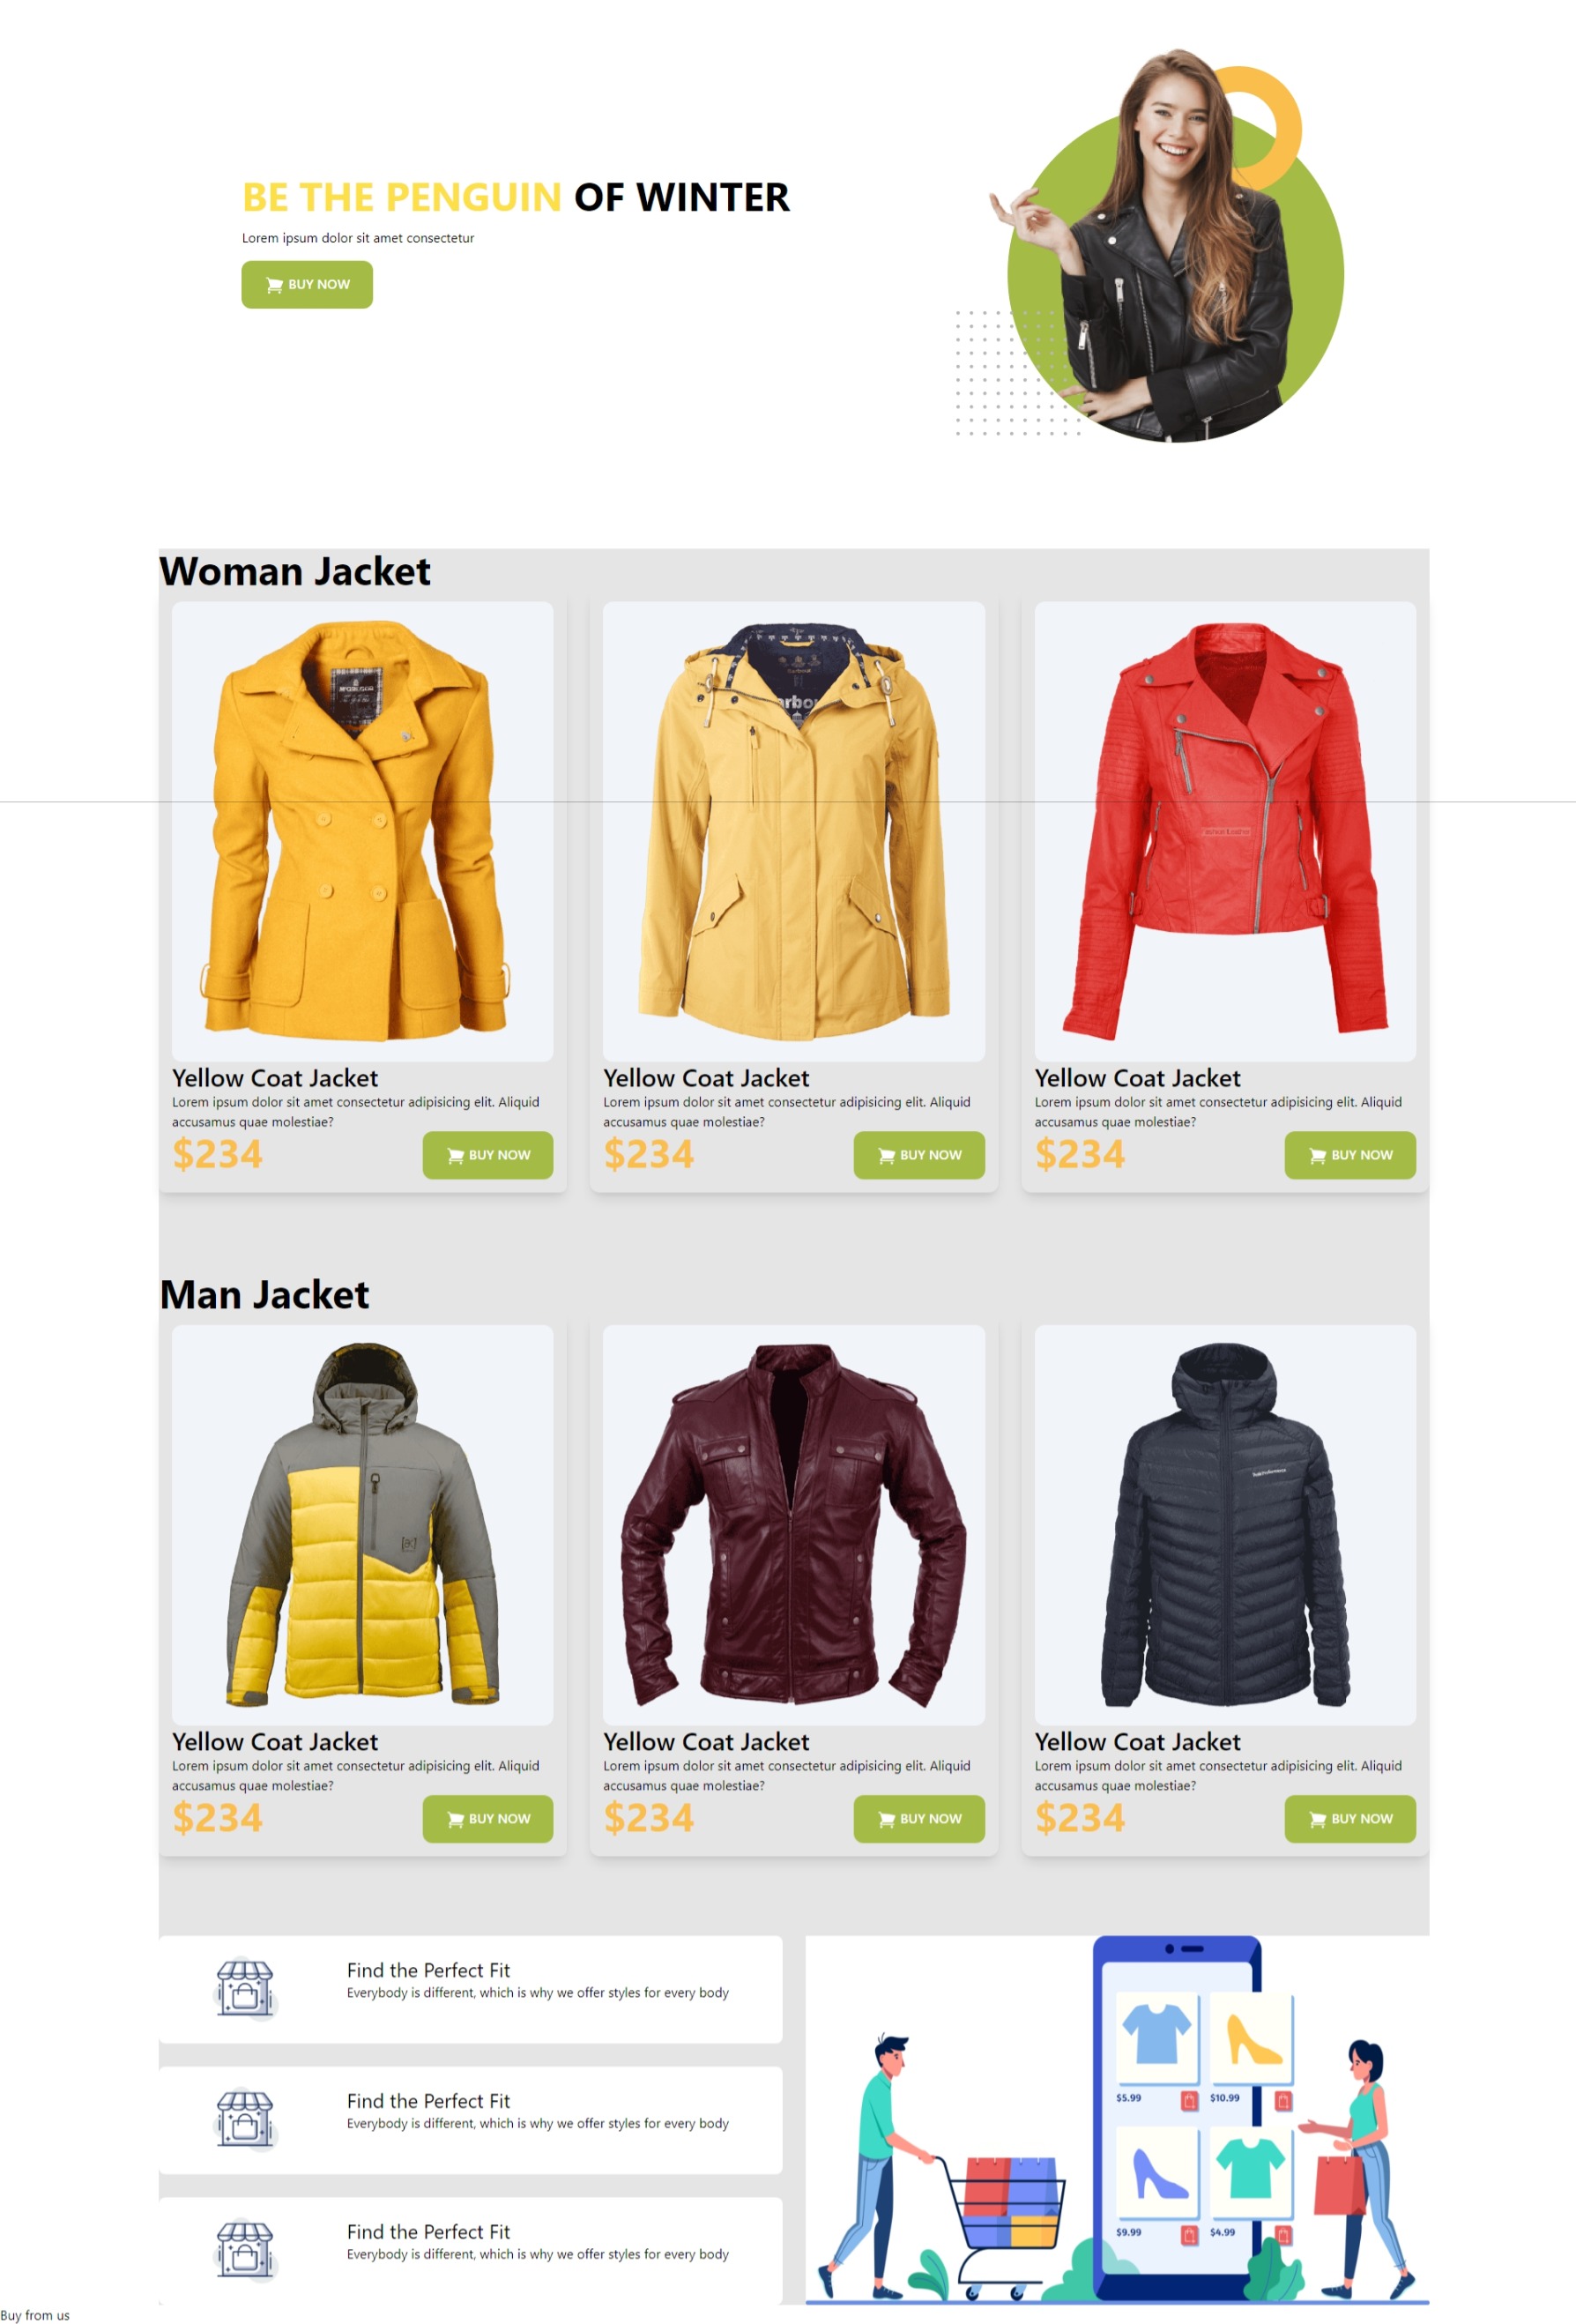 BE THE PENGUIN OF WINTER
Lorem ipsum dolor sit amet consectetur
BUY NOW
Woman Jacket
Yellow Coat Jacket
Lorem ipsum dolor sit amet consectetur adipisicing elit. Aliquid
accusamus quae molestiae?
$234
BUY NOW
Yellow Coat Jacket
Lorem ipsum dolor sit amet consectetur adipisicing elit. Aliquid
accusamus quae molestiae?
$234
BUY NOW
Yellow Coat Jacket
Lorem ipsum dolor sit amet consectetur adipisicing elit. Aliquid
accusamus quae molestiae?
$234
BUY NOW
Man Jacket
Yellow Coat Jacket
Lorem ipsum dolor sit amet consectetur adipisicing elit. Aliquid
accusamus quae molestiae?
$234
BUY NOW
Yellow Coat Jacket
Lorem ipsum dolor sit amet consectetur adipisicing elit. Aliquid
accusamus quae molestiae?
$234
BUY NOW
Yellow Coat Jacket
Lorem ipsum dolor sit amet consectetur adipisicing elit. Aliquid
accusamus quae molestiae?
$234
BUY NOW
Find the Perfect Fit
Everybody is different, which is why we offer styles for every body
Find the Perfect Fit
Everybody is different, which is why we offer styles for every body
Find the Perfect Fit
Everybody is different, which is why we offer styles for every body
$5.99
$10.99
$9.99
$4.99
Buy from us